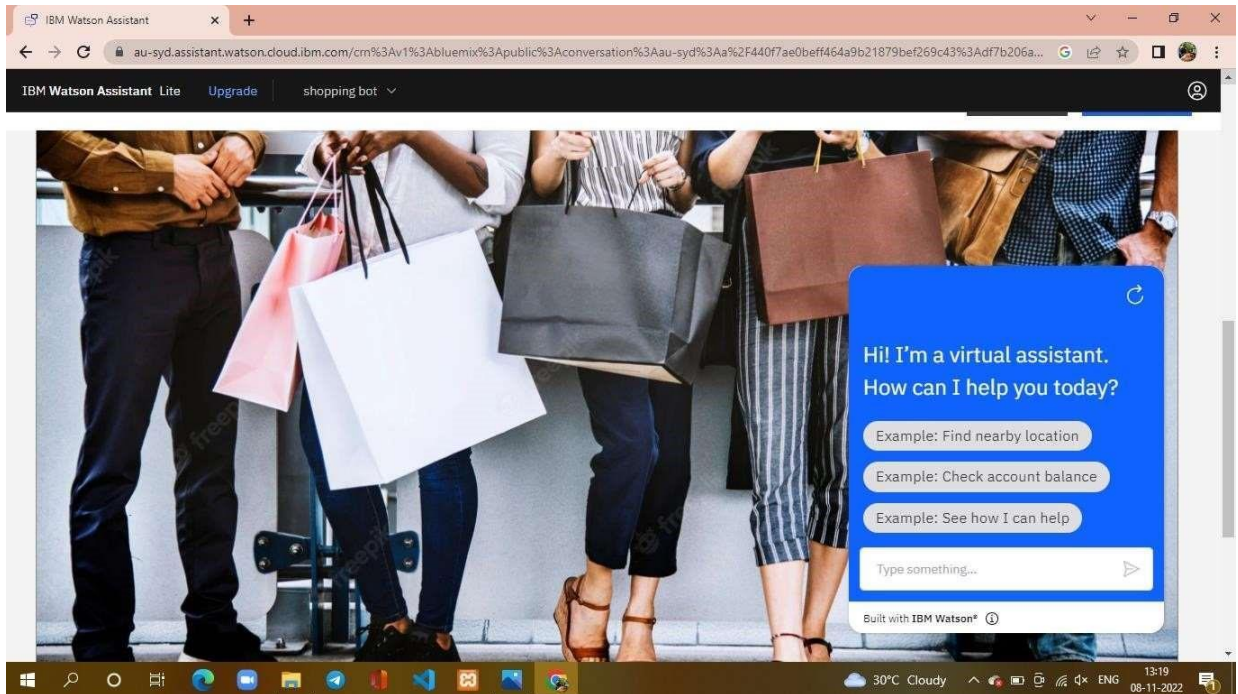 IBM Watson Assistant
au-syd.assistant.watson.cloud.ibm.com/crn%3Av1%3Abluemix%3Apublic%3Aconversation%3Aau-syd%3Aa%2F440f7ae0beff464a9b21879bef269c43%3Adf7b206a...
IBM Watson Assistant Lite Upgrade shopping bot
Hi! I'm a virtual assistant.
How can I help you today?
Example: Find nearby location
Example: Check account balance
Example: See how I can help
Type something...
Built with IBM Watson®
freepik
30°C Cloudy ENG 13:19
08-11-2022